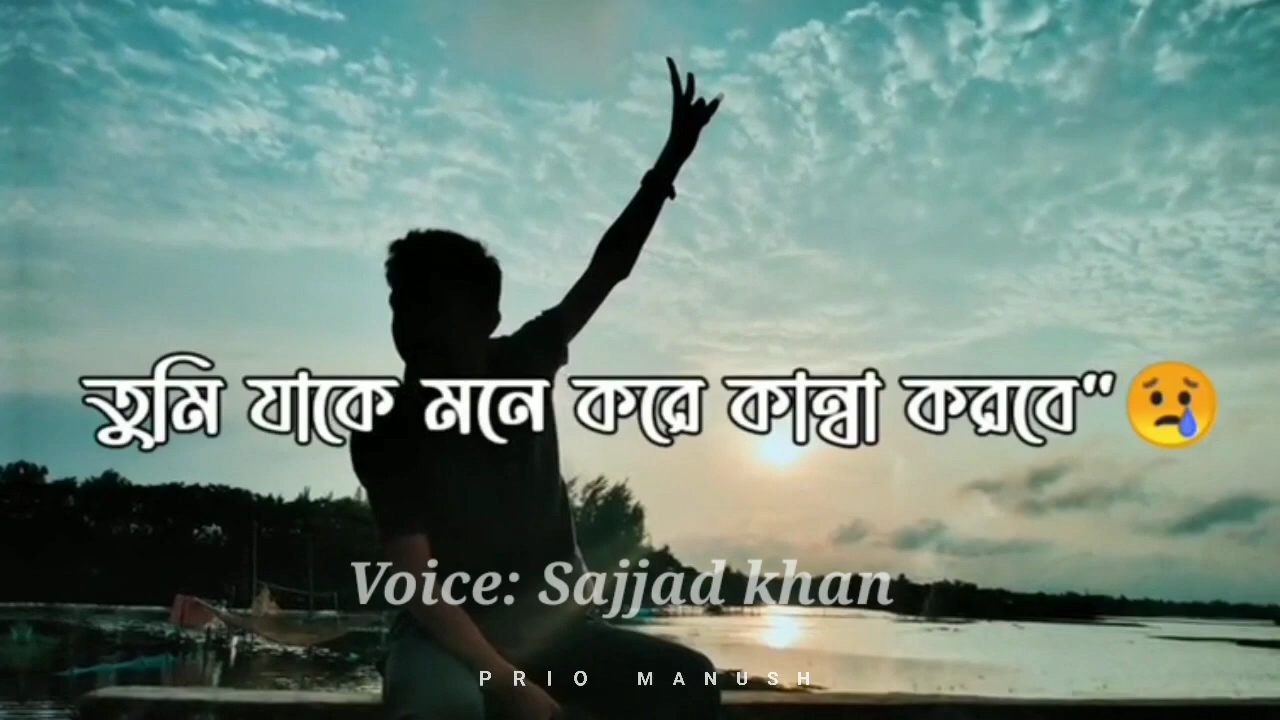 তুমি যাকে মনে করে কান্না করবে"😢
Voice: Sajjad khan
PRIO MANUSH